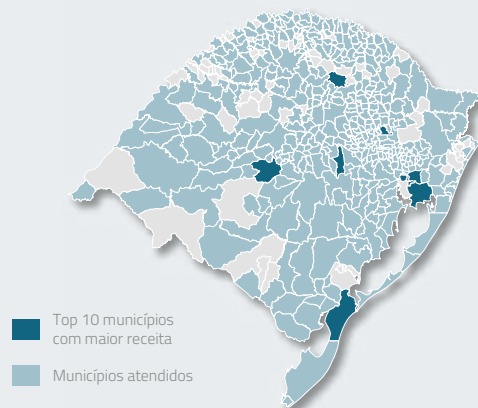 Top 10 municípios
com maior receita
Municípios atendidos